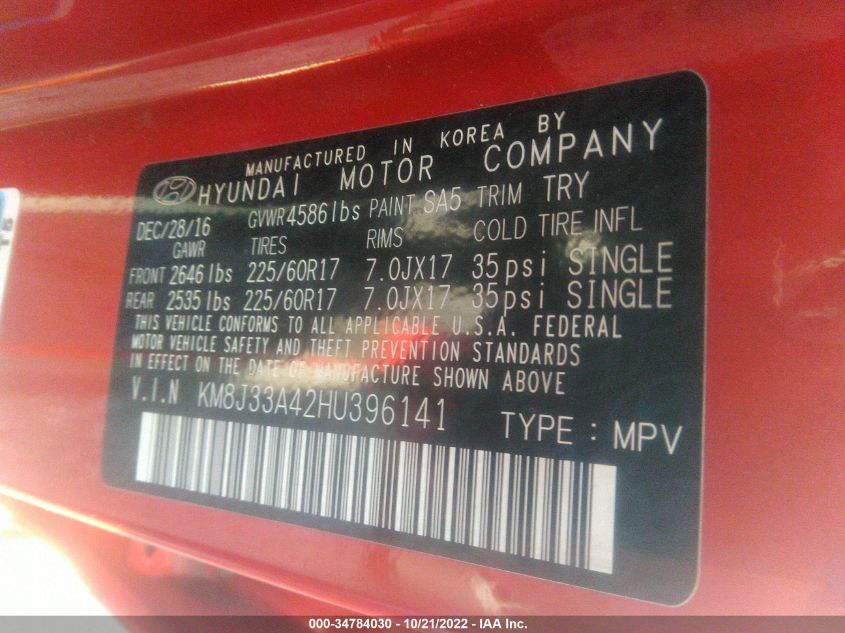 MANUFACTURED IN KOREA BY
HYUNDAI MOTOR COMPANY
DEC/28/16 GVWR 4586 lbs PAINT SA5 TRIM TRY
GAWR TIRES RIMS COLD TIRE INFL
FRONT 2646 lbs 225/60R17 7.0JX17 35psi SINGLE
REAR 2535 lbs 225/60R17 7.0JX17 35psi SINGLE
THIS VEHICLE CONFORMS TO ALL APPLICABLE U.S.A. FEDERAL
MOTOR VEHICLE SAFETY AND THEFT PREVENTION STANDARDS
IN EFFECT ON THE DATE OF MANUFACTURE SHOWN ABOVE
V.I.N KM8J33A42HU396141
TYPE : MPV
000-34784030 - 10/21/2022 - IAA Inc.